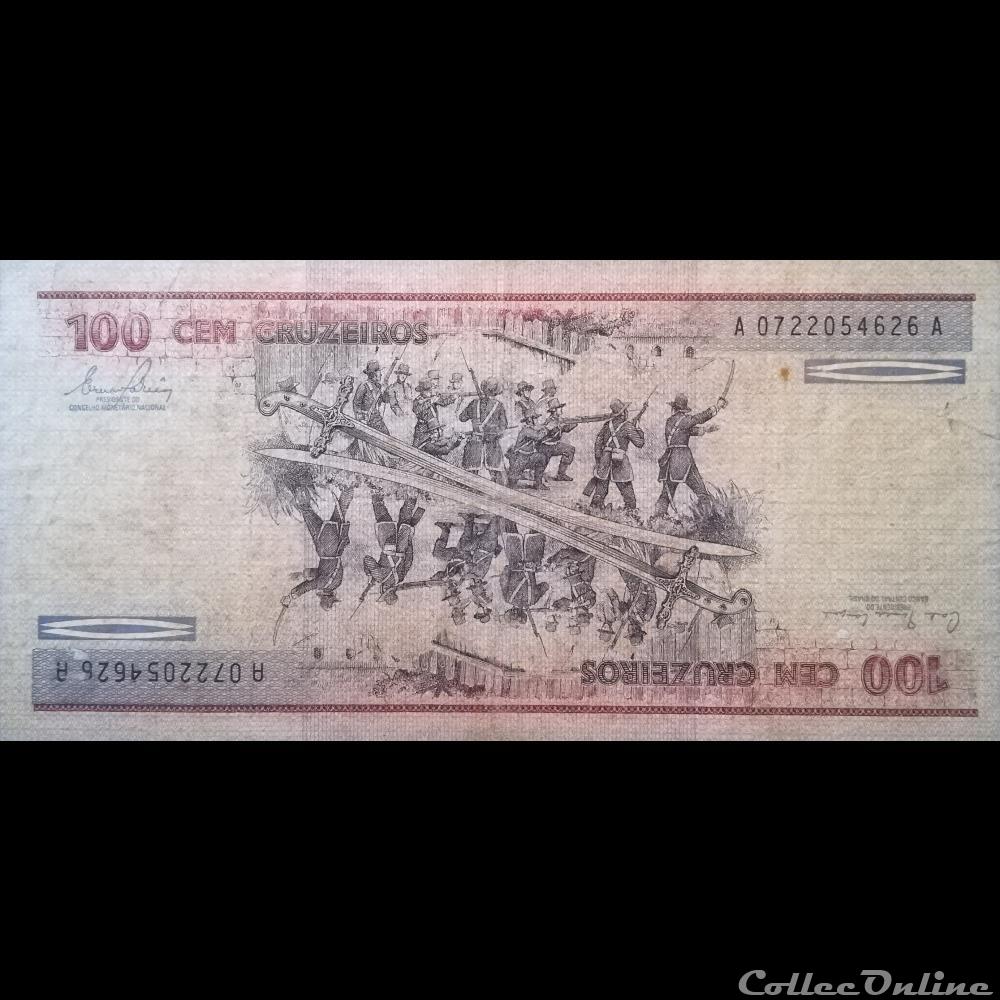 100 CEM CRUZEIROS
A 0722054626 A
PRESIDENTE DO
CONSELHO MONETÁRIO NACIONAL
PRESIDENTE DO
BANCO CENTRAL DO BRASIL
A 0722054626 A
100 CEM CRUZEIROS
CollecOnline